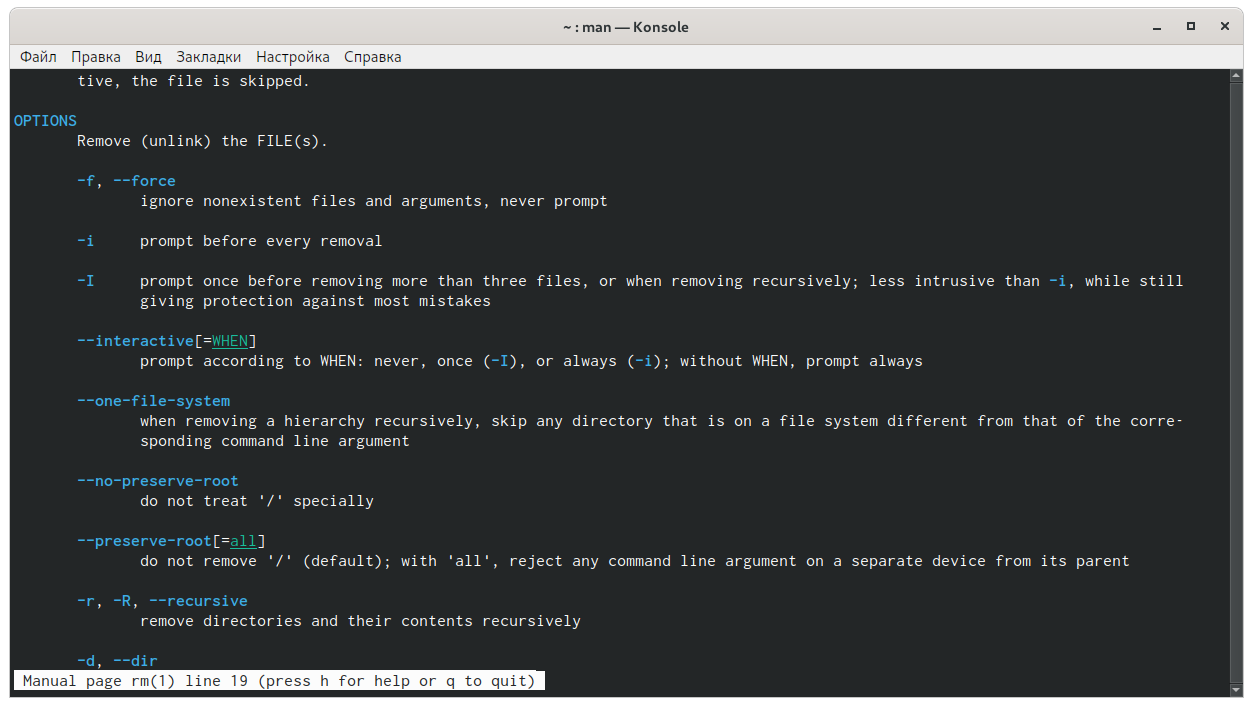 ~ : man — Konsole
Файл Правка Вид Закладки Настройка Справка
tive, the file is skipped.
OPTIONS
Remove (unlink) the FILE(s).
-f, --force
ignore nonexistent files and arguments, never prompt
-i prompt before every removal
-I prompt once before removing more than three files, or when removing recursively; less intrusive than -i, while still
giving protection against most mistakes
--interactive[=WHEN]
prompt according to WHEN: never, once (-I), or always (-i); without WHEN, prompt always
--one-file-system
when removing a hierarchy recursively, skip any directory that is on a file system different from that of the corre-
sponding command line argument
--no-preserve-root
do not treat '/' specially
--preserve-root[=all]
do not remove '/' (default); with 'all', reject any command line argument on a separate device from its parent
-r, -R, --recursive
remove directories and their contents recursively
-d, --dir
Manual page rm(1) line 19 (press h for help or q to quit)